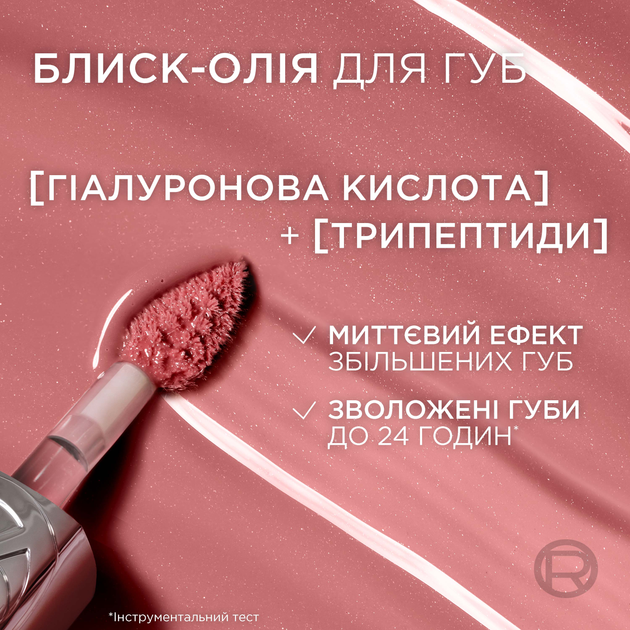 БЛИСК-ОЛІЯ ДЛЯ ГУБ
[ГІАЛУРОНОВА КИСЛОТА]
+ [ТРИПЕПТИДИ]
МИТТЄВИЙ ЕФЕКТ
ЗБІЛЬШЕНИХ ГУБ
ЗВОЛОЖЕНІ ГУБИ
ДО 24 ГОДИН*
R
*Інструментальний тест